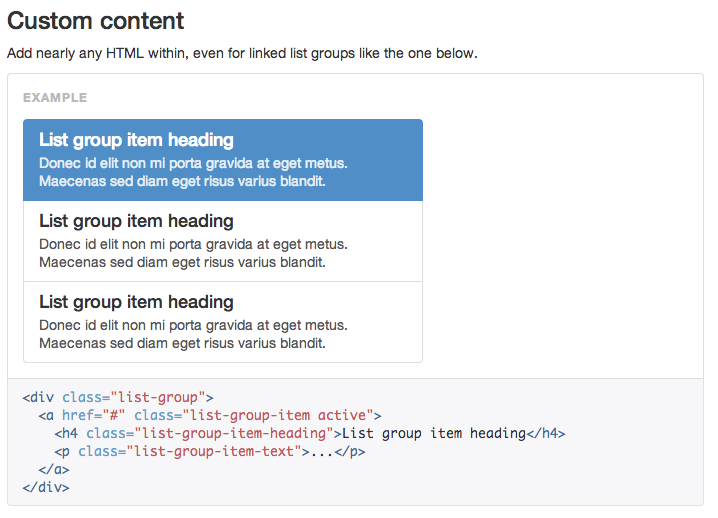 Custom content
Add nearly any HTML within, even for linked list groups like the one below.
EXAMPLE
List group item heading
Donec id elit non mi porta gravida at eget metus.
Maecenas sed diam eget risus varius blandit.
List group item heading
Donec id elit non mi porta gravida at eget metus.
Maecenas sed diam eget risus varius blandit.
List group item heading
Donec id elit non mi porta gravida at eget metus.
Maecenas sed diam eget risus varius blandit.
<div class="list-group">
  <a href="#" class="list-group-item active">
    <h4 class="list-group-item-heading">List group item heading</h4>
    <p class="list-group-item-text">...</p>
  </a>
</div>